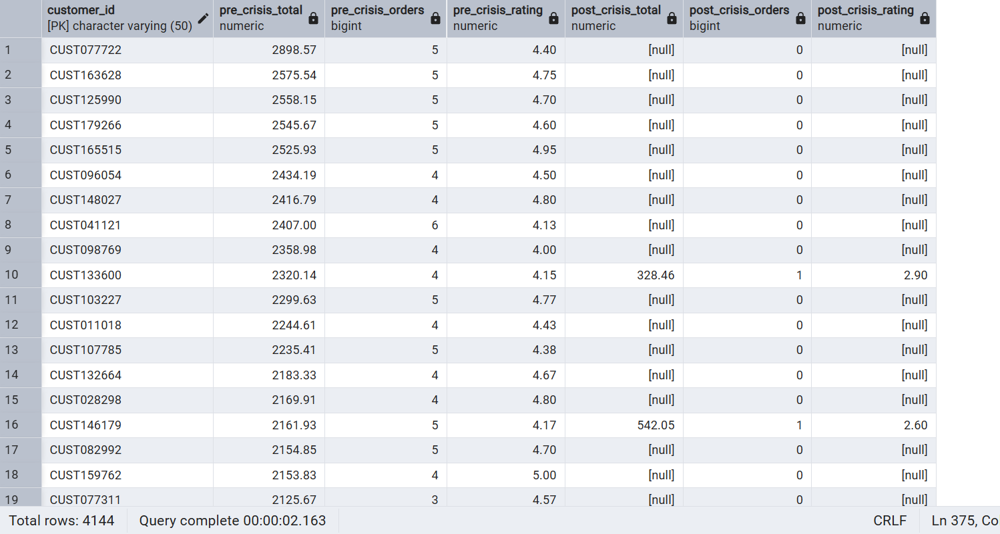 customer_id pre_crisis_total pre_crisis_orders pre_crisis_rating post_crisis_total post_crisis_orders post_crisis_rating
[PK] character varying (50) numeric bigint numeric numeric bigint numeric
1 CUST077722 2898.57 5 4.40 [null] 0 [null]
2 CUST163628 2575.54 5 4.75 [null] 0 [null]
3 CUST125990 2558.15 5 4.70 [null] 0 [null]
4 CUST179266 2545.67 5 4.60 [null] 0 [null]
5 CUST165515 2525.93 5 4.95 [null] 0 [null]
6 CUST096054 2434.19 4 4.50 [null] 0 [null]
7 CUST148027 2416.79 4 4.80 [null] 0 [null]
8 CUST041121 2407.00 6 4.13 [null] 0 [null]
9 CUST098769 2358.98 4 4.00 [null] 0 [null]
10 CUST133600 2320.14 4 4.15 328.46 1 2.90
11 CUST103227 2299.63 5 4.77 [null] 0 [null]
12 CUST011018 2244.61 4 4.43 [null] 0 [null]
13 CUST107785 2235.41 5 4.38 [null] 0 [null]
14 CUST132664 2183.33 4 4.67 [null] 0 [null]
15 CUST028298 2169.91 4 4.80 [null] 0 [null]
16 CUST146179 2161.93 5 4.17 542.05 1 2.60
17 CUST082992 2154.85 5 4.70 [null] 0 [null]
18 CUST159762 2153.83 4 5.00 [null] 0 [null]
19 CUST077311 2125.67 3 4.57 [null] 0 [null]
Total rows: 4144 Query complete 00:00:02.163 CRLF Ln 375, Co